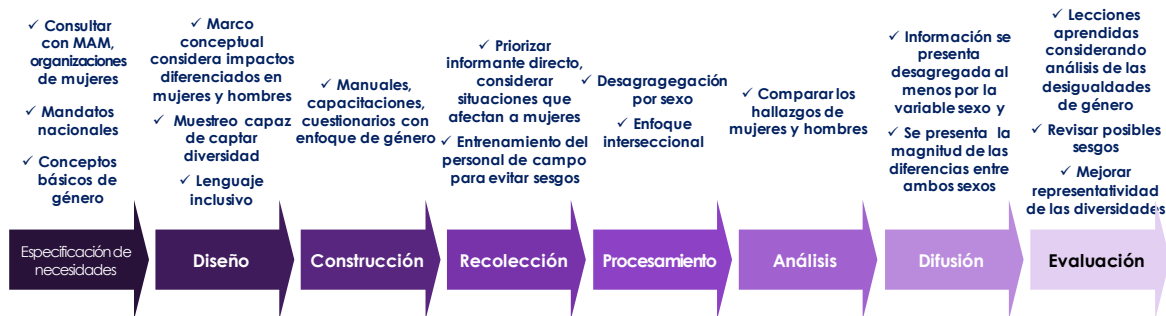 ✓ Consultar
con MAM,
organizaciones
de mujeres
✓ Mandatos
nacionales
✓ Conceptos
básicos de
género
✓ Marco
conceptual
considera impactos
diferenciados en
mujeres y hombres
✓ Muestreo capaz
de captar
diversidad
✓ Lenguaje
inclusivo
✓ Manuales,
capacitaciones,
cuestionarios con
enfoque de género
✓ Priorizar
informante directo,
considerar
situaciones que
afectan a mujeres
✓ Entrenamiento del
personal de campo
para evitar sesgos
✓ Desagragegación
por sexo
✓ Enfoque
interseccional
✓ Comparar los
hallazgos de
mujeres y hombres
✓ Información se
presenta
desagregada al
menos por la
variable sexo y
✓ Se presenta la
magnitud de las
diferencias entre
ambos sexos
✓ Lecciones
aprendidas
considerando
análisis de las
desigualdades
de género
✓ Revisar posibles
sesgos
✓ Mejorar
representatividad
de las diversidades
Especificación de
necesidades
Diseño
Construcción
Recolección
Procesamiento
Análisis
Difusión
Evaluación